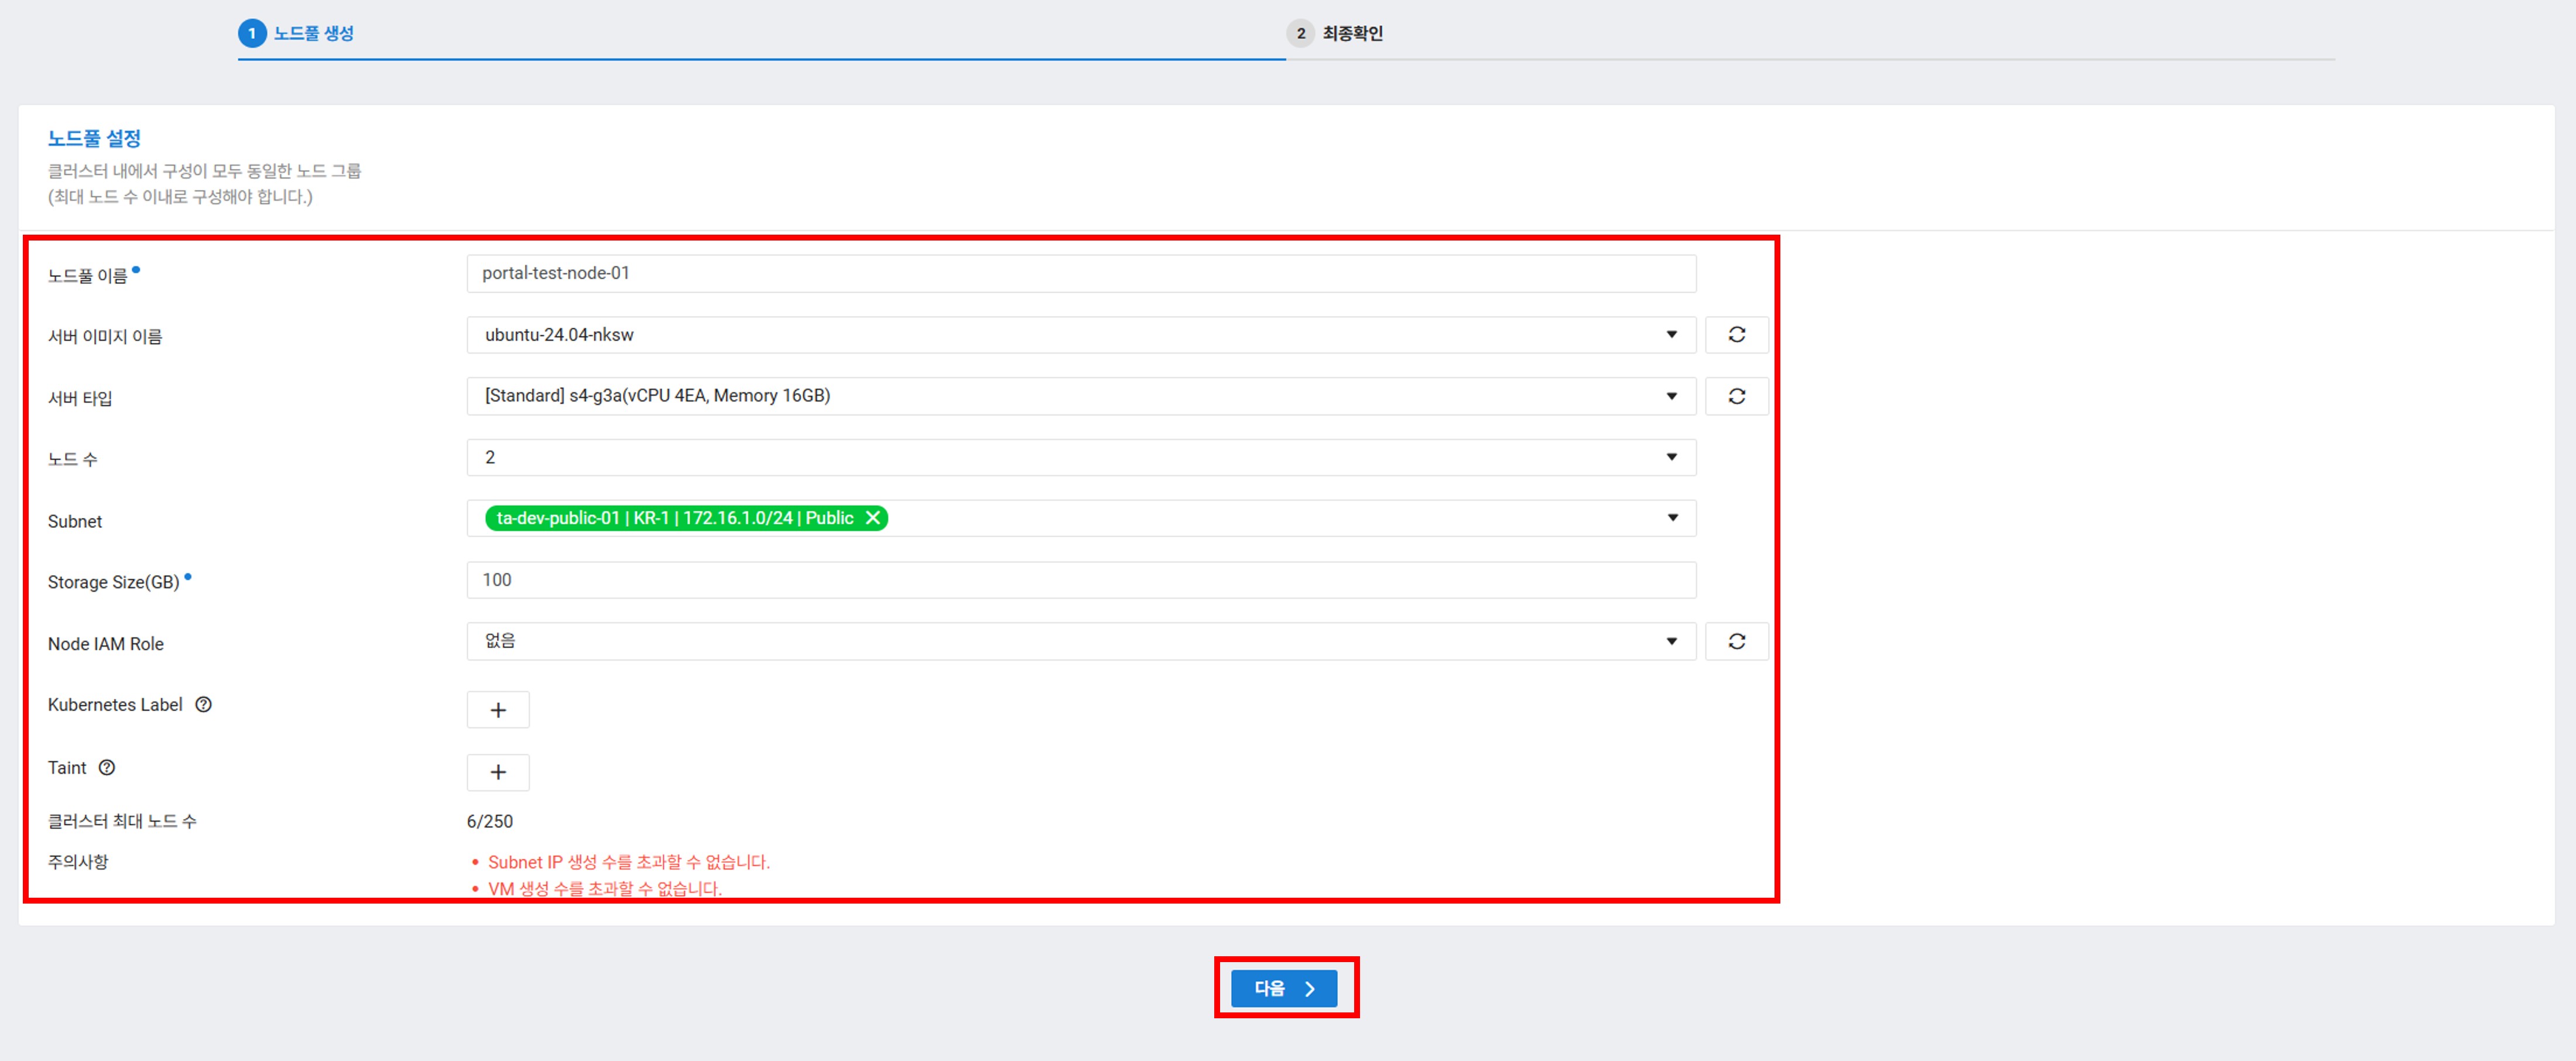 1 노드풀 생성
2 최종확인
노드풀 설정
클러스터 내에서 구성이 모두 동일한 노드 그룹
(최대 노드 수 이내로 구성해야 합니다.)
노드풀 이름 portal-test-node-01
서버 이미지 이름 ubuntu-24.04-nksw
서버 타입 [Standard] s4-g3a(vCPU 4EA, Memory 16GB)
노드 수 2
Subnet ta-dev-public-01 | KR-1 | 172.16.1.0/24 | Public
Storage Size(GB) 100
Node IAM Role 없음
Kubernetes Label
Taint
클러스터 최대 노드 수 6/250
주의사항 • Subnet IP 생성 수를 초과할 수 없습니다.
• VM 생성 수를 초과할 수 없습니다.
다음